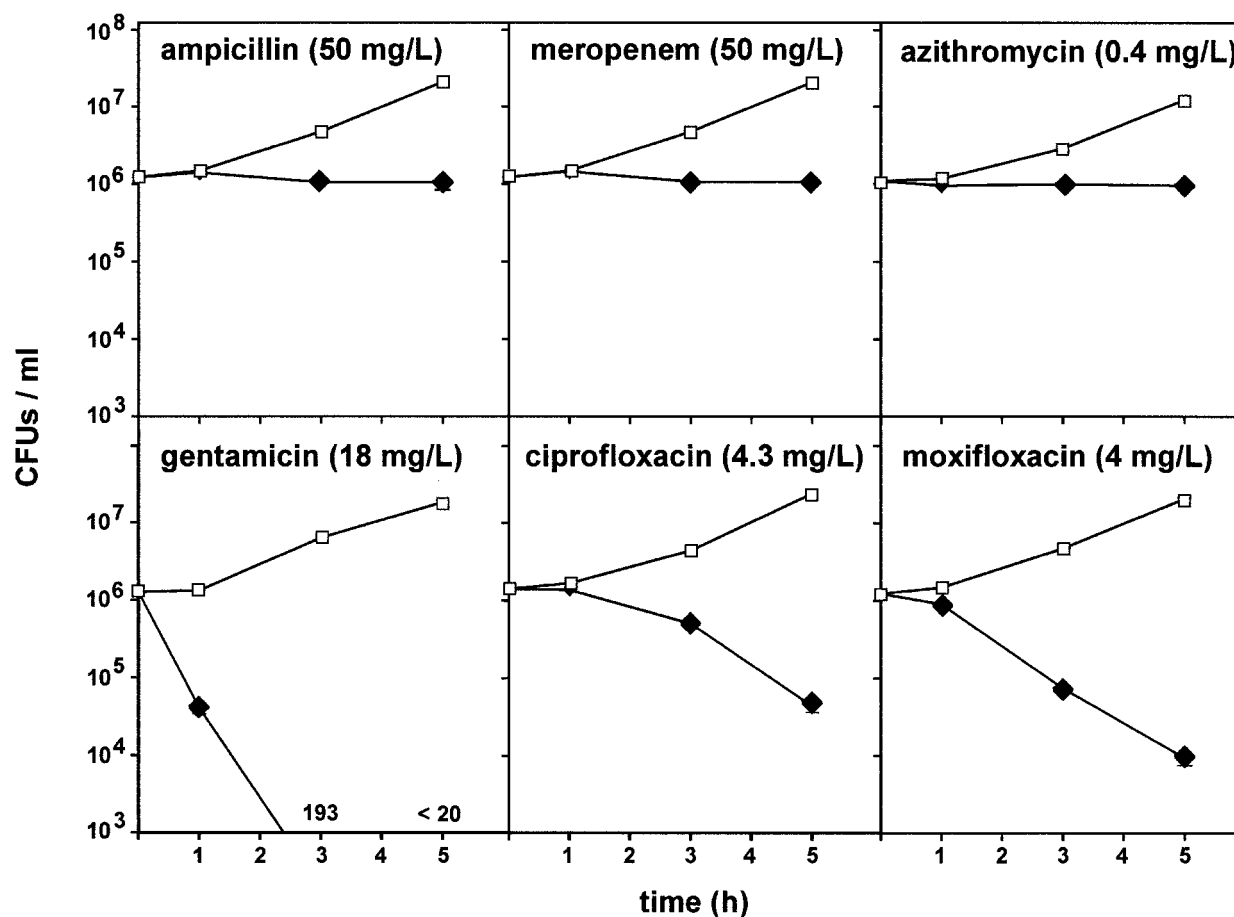 ampicillin (50 mg/L) meropenem (50 mg/L) azithromycin (0.4 mg/L)
10⁸
10⁷
10⁶
10⁵
10⁴
10³
CFUs / ml
gentamicin (18 mg/L) ciprofloxacin (4.3 mg/L) moxifloxacin (4 mg/L)
10⁷
10⁶
10⁵
10⁴
10³
193 < 20
1 2 3 4 5 1 2 3 4 5 1 2 3 4 5
time (h)